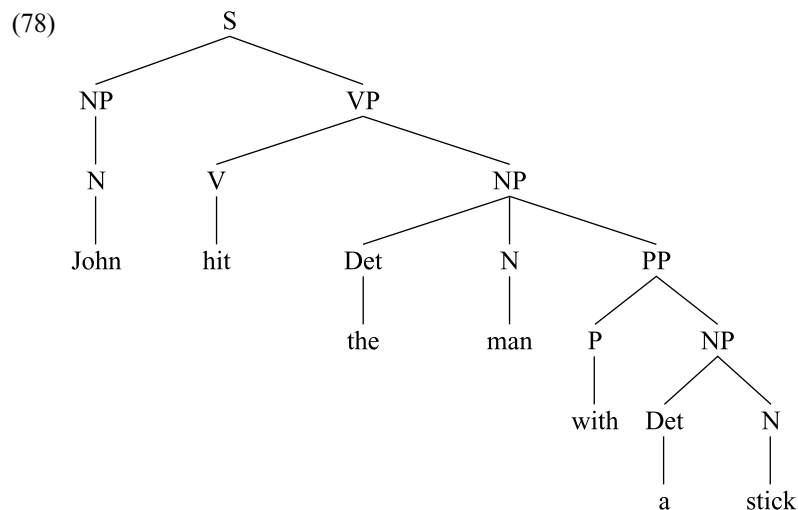 (78) S
NP VP
N V NP
John hit Det N PP
the man P NP
with Det N
a stick